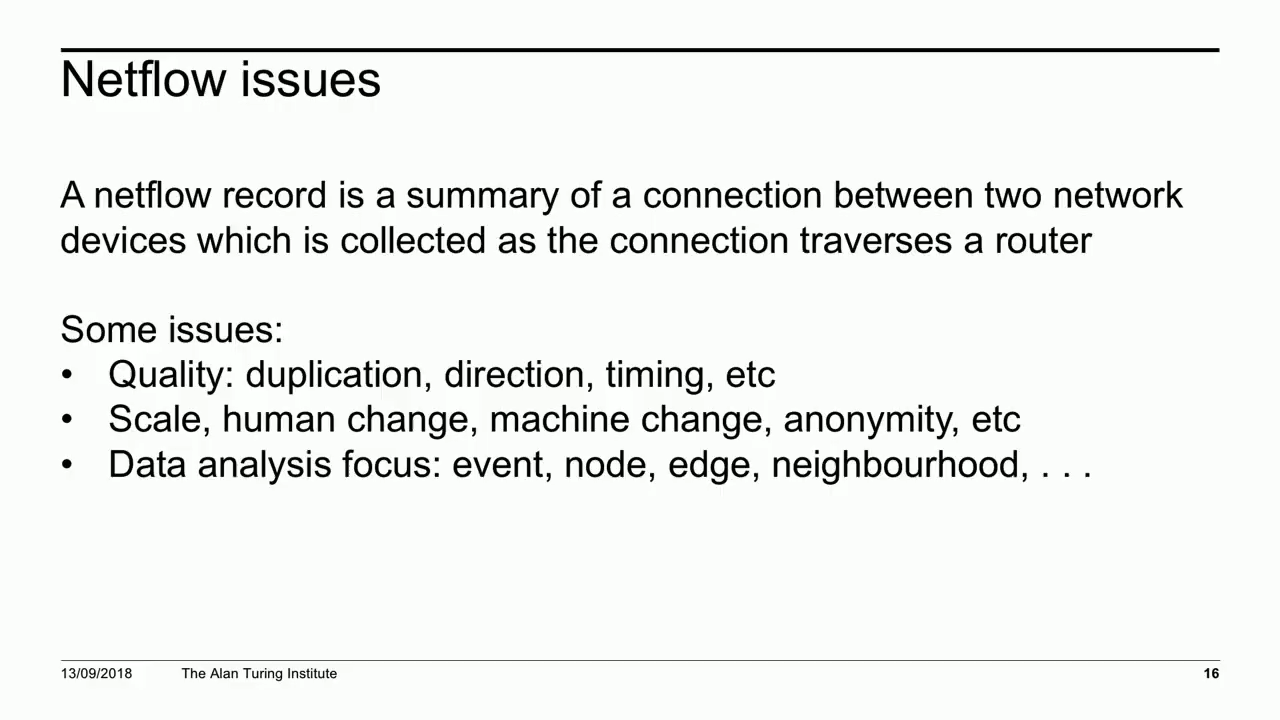 Netflow issues
A netflow record is a summary of a connection between two network
devices which is collected as the connection traverses a router
Some issues:
• Quality: duplication, direction, timing, etc
• Scale, human change, machine change, anonymity, etc
• Data analysis focus: event, node, edge, neighbourhood, . . .
13/09/2018 The Alan Turing Institute 16